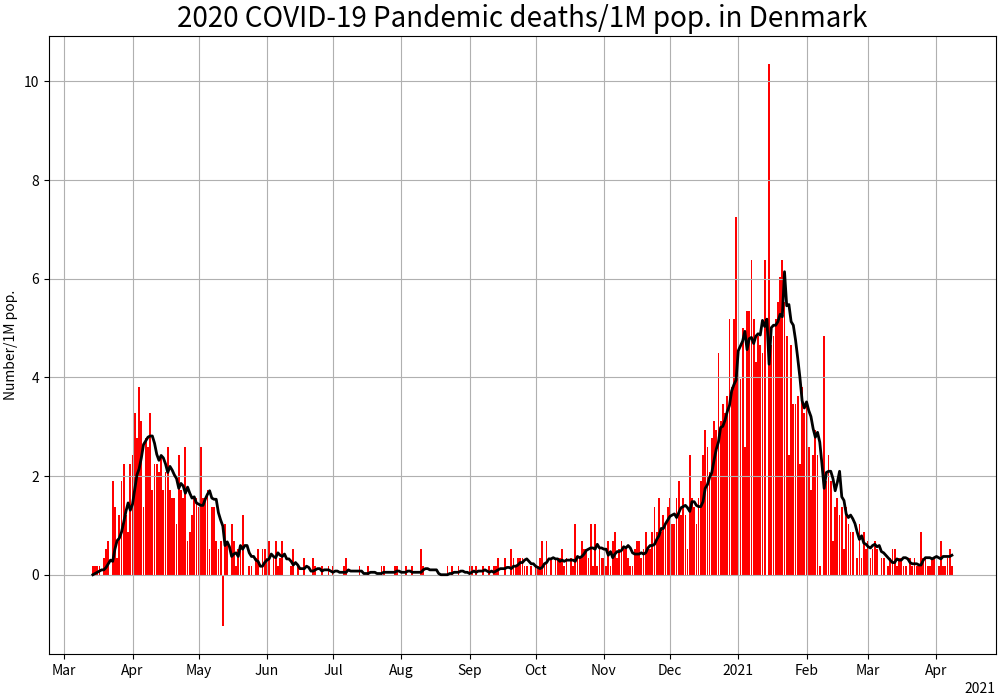 2020 COVID-19 Pandemic deaths/1M pop. in Denmark
Number/1M pop.
10
8
6
4
2
0
Mar Apr May Jun Jul Aug Sep Oct Nov Dec 2021 Feb Mar Apr
2021